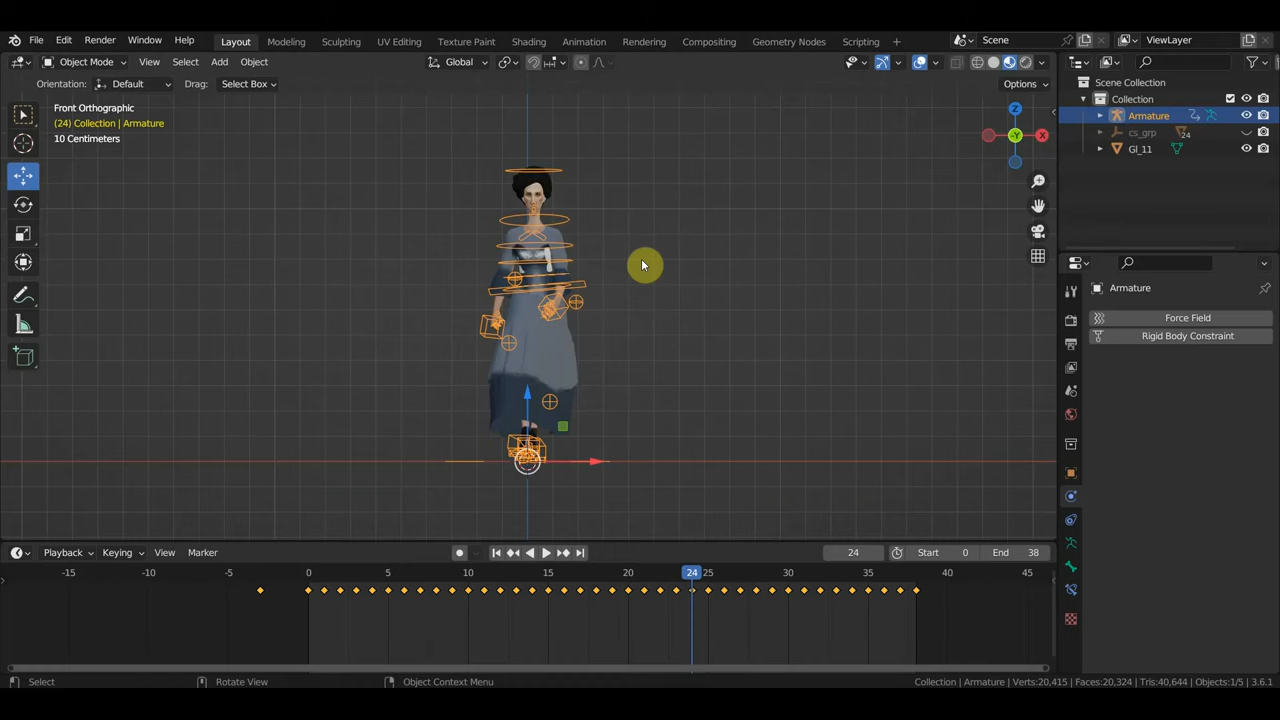 File Edit Render Window Help Layout Modeling Sculpting UV Editing Texture Paint Shading Animation Rendering Compositing Geometry Nodes Scripting + Scene ViewLayer
Object Mode View Select Add Object Global
Orientation: Default Drag: Select Box Options
Scene Collection
Collection
Armature
cs_grp 24
Gl_11
Front Orthographic
(24) Collection | Armature
10 Centimeters
Z
-Y X
Armature
Force Field
Rigid Body Constraint
Playback Keying View Marker 24 Start 0 End 38
-15 -10 -5 0 5 10 15 20 24 25 30 35 40 45
Select Rotate View Object Context Menu Collection | Armature Verts:20,415 | Faces:20,324 | Tris:40,644 | Objects:1/5 | 3.6.1